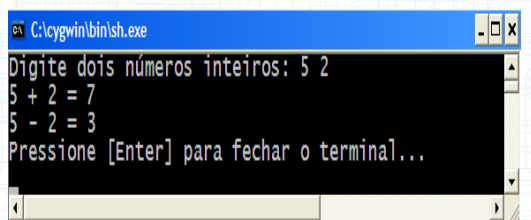 C:\cygwin\bin\sh.exe
Digite dois números inteiros: 5 2
5 + 2 = 7
5 - 2 = 3
Pressione [Enter] para fechar o terminal...